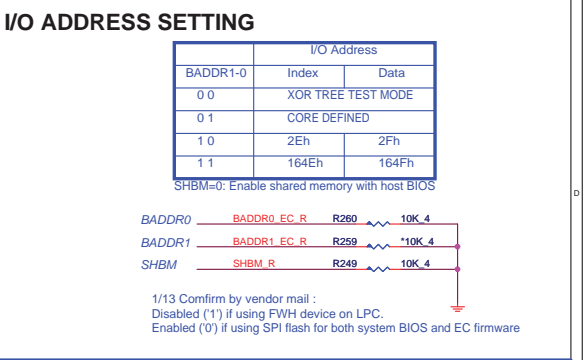 I/O ADDRESS SETTING
I/O Address
BADDR1-0 Index Data
0 0 XOR TREE TEST MODE
0 1 CORE DEFINED
1 0 2Eh 2Fh
1 1 164Eh 164Fh
SHBM=0: Enable shared memory with host BIOS
D
BADDR0 BADDR0_EC_R R260 10K_4
BADDR1 BADDR1_EC_R R259 *10K_4
SHBM SHBM_R R249 10K_4
1/13 Comfirm by vendor mail :
Disabled ('1') if using FWH device on LPC.
Enabled ('0') if using SPI flash for both system BIOS and EC firmware